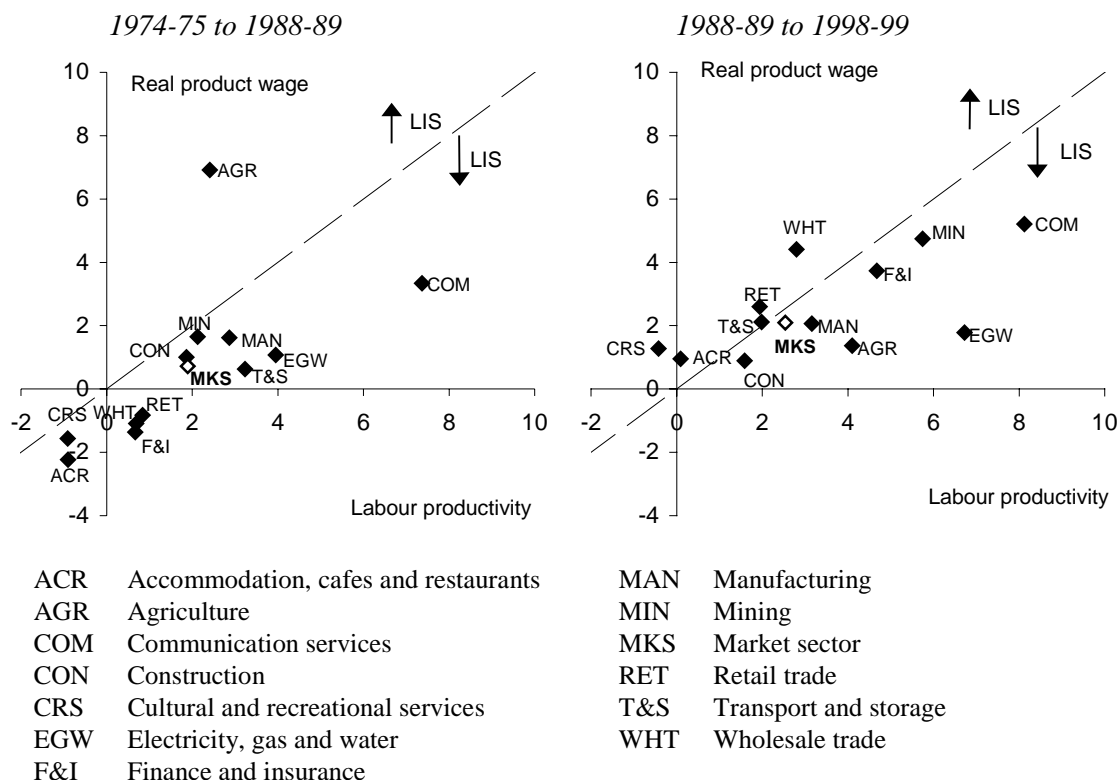 1974-75 to 1988-89
10
Real product wage
8
LIS
LIS
AGR
6
4
COM
2
MIN
MAN
CON
EGW
MKS
T&S
0
-2
0
2
4
6
8
10
CRS
WHT
RET
F&I
-2
ACR
Labour productivity
-4
1988-89 to 1998-99
10
Real product wage
LIS
8
LIS
6
WHT
COM
MIN
4
F&I
RET
2
T&S
MAN
EGW
CRS
MKS
AGR
ACR
CON
0
-2
0
2
4
6
8
10
-2
Labour productivity
-4
ACR Accommodation, cafes and restaurants
AGR Agriculture
COM Communication services
CON Construction
CRS Cultural and recreational services
EGW Electricity, gas and water
F&I Finance and insurance
MAN Manufacturing
MIN Mining
MKS Market sector
RET Retail trade
T&S Transport and storage
WHT Wholesale trade